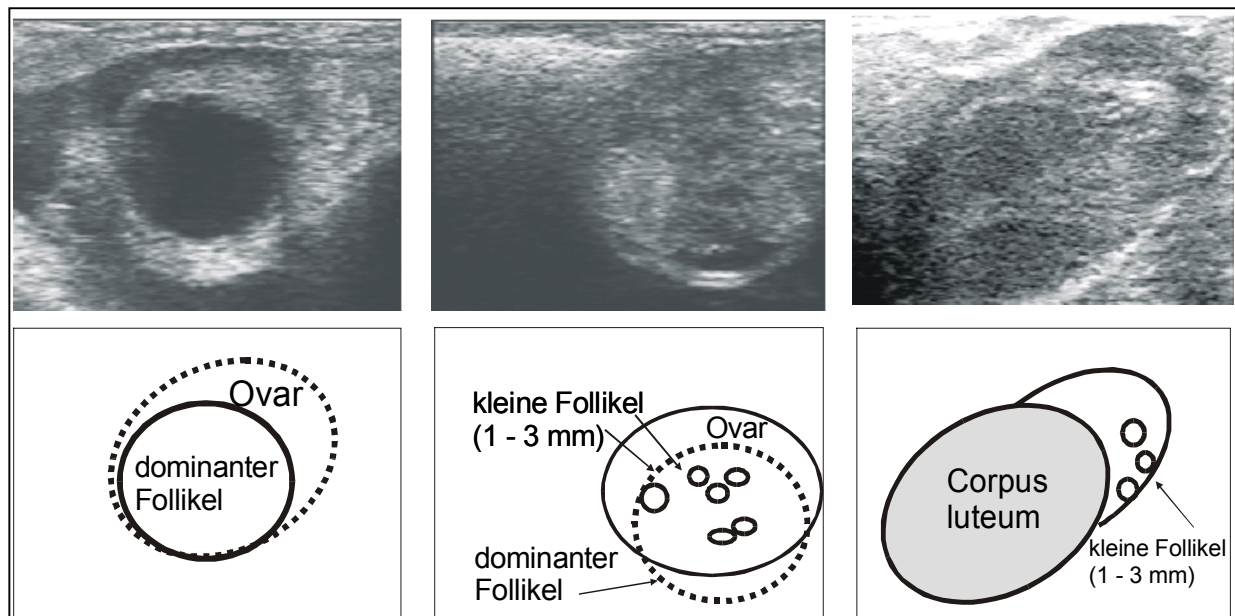 Ovar
dominanter
Follikel
kleine Follikel
(1 - 3 mm)
Ovar
dominanter
Follikel
Corpus
luteum
kleine Follikel
(1 - 3 mm)